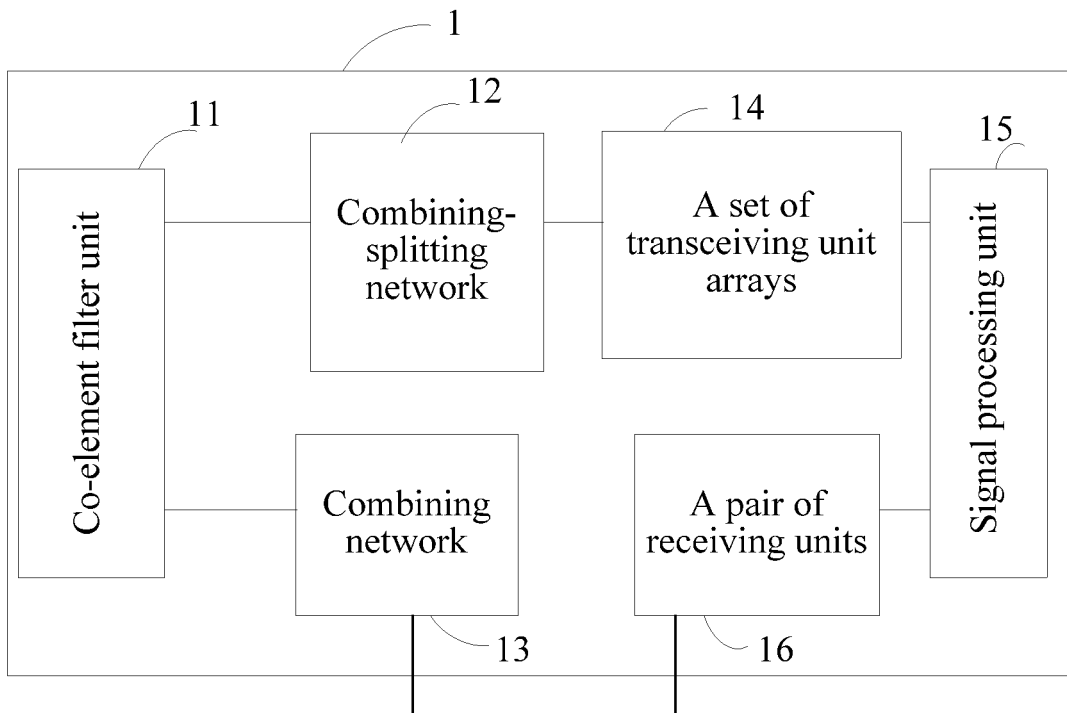 1
11
12
14
15
Co-element filter unit
Combining-
splitting
network
A set of
transceiving unit
arrays
Signal processing unit
Combining
network
A pair of
receiving units
13
16